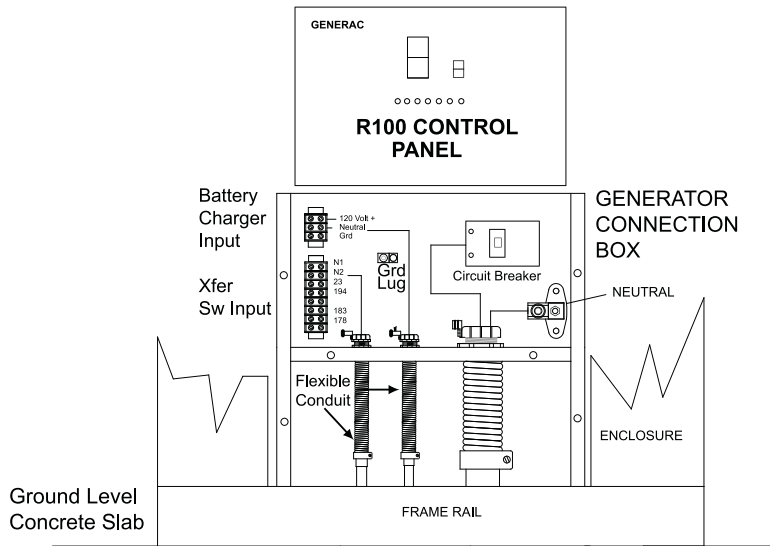 GENERAC
R100 CONTROL
PANEL
Battery
Charger
Input
120 Volt +
Neutral
Grd
GENERATOR
CONNECTION
BOX
Xfer
Sw Input
N1
N2
23
194
183
178
Grd
Lug
Circuit Breaker
NEUTRAL
Flexible
Conduit
ENCLOSURE
Ground Level
Concrete Slab
FRAME RAIL